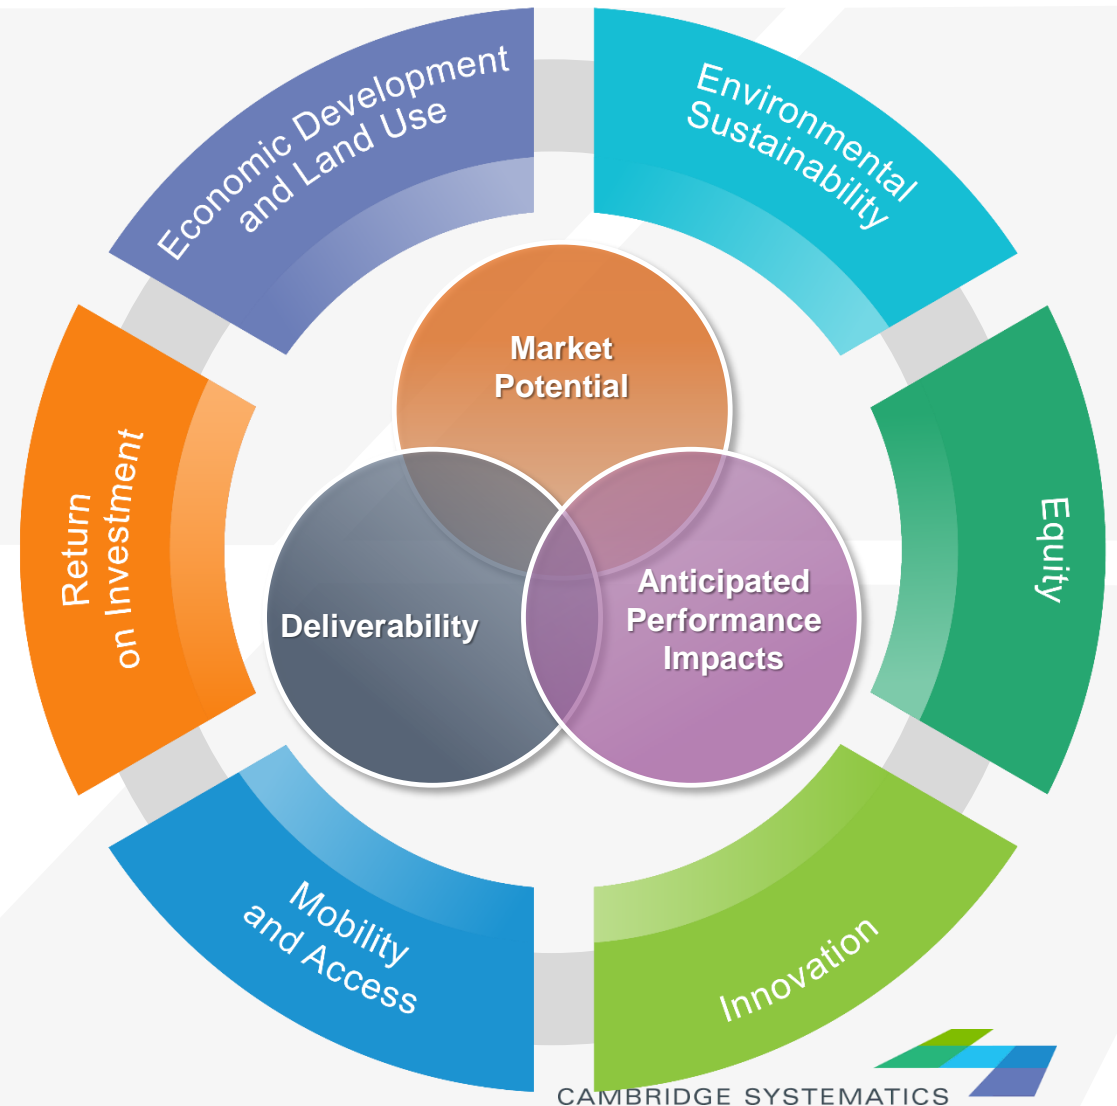 Economic Development
and Land Use
Environmental
Sustainability
Market
Potential
Return
on Investment
Equity
Deliverability
Anticipated
Performance
Impacts
Mobility
and Access
Innovation
CAMBRIDGE SYSTEMATICS